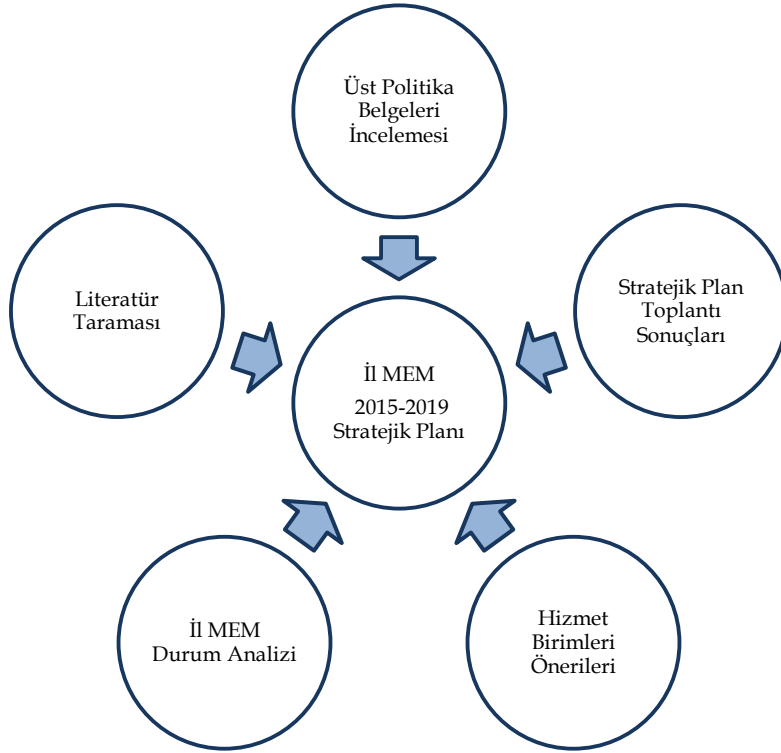 Üst Politika
Belgeleri
İncelemesi
Literatür
Taraması
Stratejik Plan
Toplantı
Sonuçları
İl MEM
2015-2019
Stratejik Planı
İl MEM
Durum Analizi
Hizmet
Birimleri
Önerileri